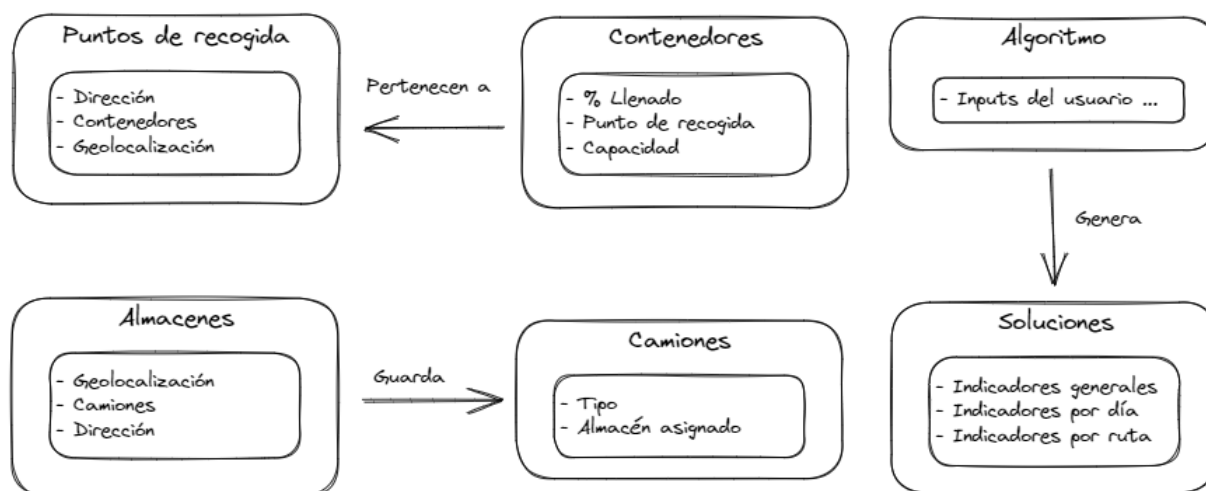 Puntos de recogida
- Dirección
- Contenedores
- Geolocalización
Pertenecen a
Contenedores
- % Llenado
- Punto de recogida
- Capacidad
Algoritmo
- Inputs del usuario ...
Genera
Almacenes
- Geolocalización
- Camiones
- Dirección
Guarda
Camiones
- Tipo
- Almacén asignado
Soluciones
- Indicadores generales
- Indicadores por día
- Indicadores por ruta